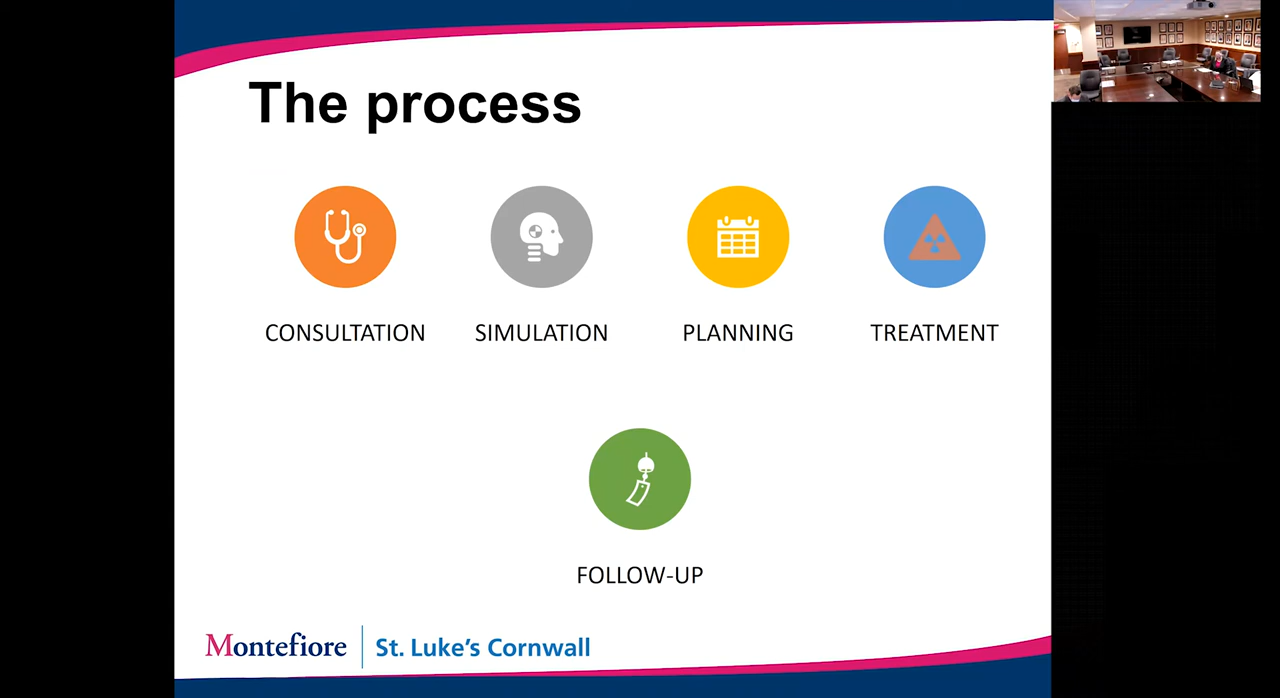 The process
CONSULTATION
SIMULATION
PLANNING
TREATMENT
FOLLOW-UP
Montefiore
St. Luke's Cornwall